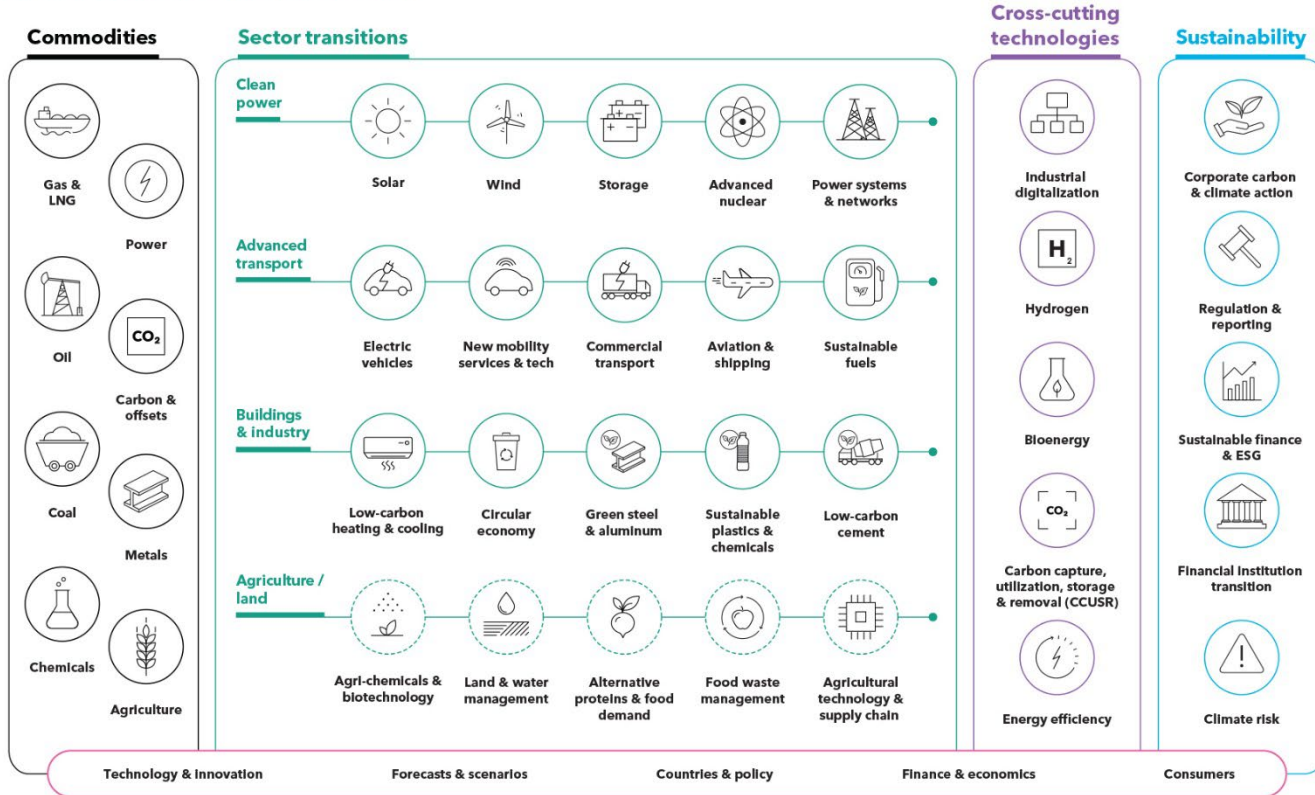 Commodities
Gas &
LNG
Power
Oil
CO₂
Carbon &
offsets
Coal
Metals
Chemicals
Agriculture
Sector transitions
Clean
power
Solar
Wind
Storage
Advanced
nuclear
Power systems
& networks
Advanced
transport
Electric
vehicles
New mobility
services & tech
Commercial
transport
Aviation &
shipping
Sustainable
fuels
Buildings
& industry
Low-carbon
heating & cooling
Circular
economy
Green steel
& aluminum
Sustainable
plastics &
chemicals
Low-carbon
cement
Agriculture /
land
Agri-chemicals &
biotechnology
Land & water
management
Alternative
proteins & food
demand
Food waste
management
Agricultural
technology &
supply chain
Cross-cutting
technologies
Industrial
digitalization
H₂
Hydrogen
Bioenergy
CO₂
Carbon capture,
utilization, storage
& removal (CCUSR)
Energy efficiency
Sustainability
Corporate carbon
& climate action
Regulation &
reporting
Sustainable finance
& ESG
Financial institution
transition
Climate risk
Technology & innovation
Forecasts & scenarios
Countries & policy
Finance & economics
Consumers